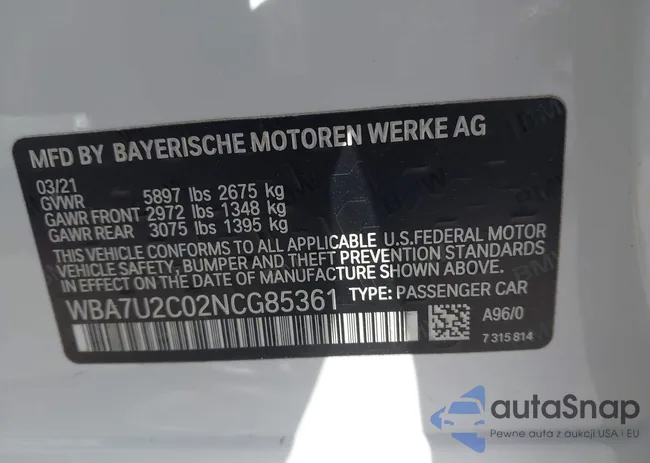 MFD BY BAYERISCHE MOTOREN WERKE AG
03/21
GVWR 5897 lbs 2675 kg
GAWR FRONT 2972 lbs 1348 kg
GAWR REAR 3075 lbs 1395 kg
THIS VEHICLE CONFORMS TO ALL APPLICABLE U.S.FEDERAL MOTOR
VEHICLE SAFETY, BUMPER AND THEFT PREVENTION STANDARDS
IN EFFECT ON THE DATE OF MANUFACTURE SHOWN ABOVE.
WBA7U2C02NCG85361 TYPE: PASSENGER CAR
A96/0
7 315 814
autoSnap
Pewne auta z aukcji USA i EU